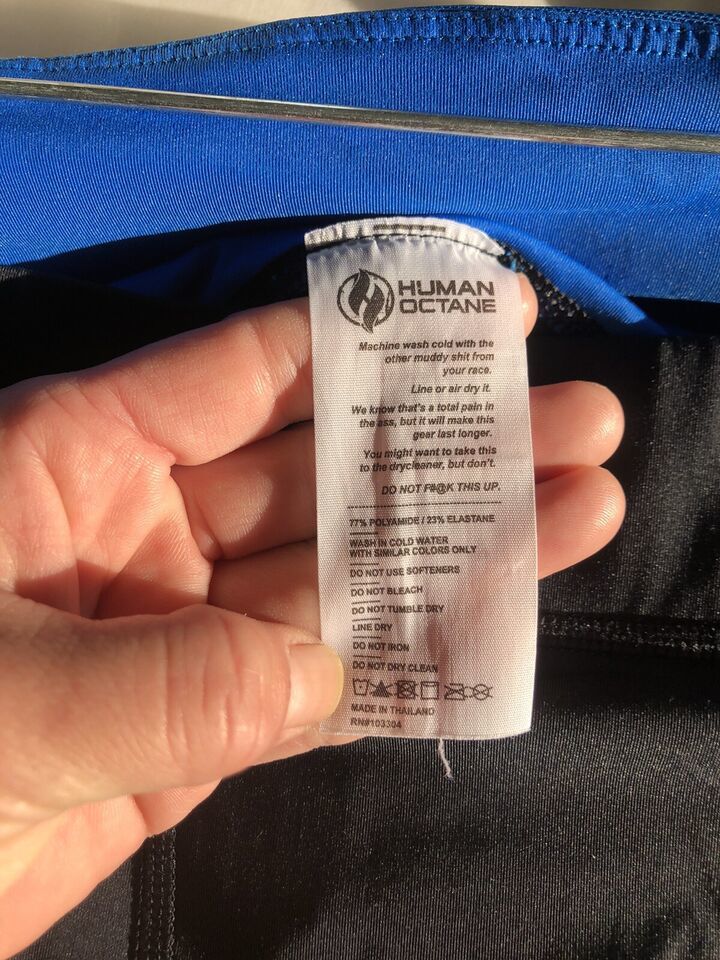 HUMAN
OCTANE
Machine wash cold with the
other muddy shit from
your race.
Line or air dry it.
We know that's a total pain in
the ass, but it will make this
gear last longer.
You might want to take this
to the drycleaner, but don't.
DO NOT F#@K THIS UP.
77% POLYAMIDE / 23% ELASTANE
WASH IN COLD WATER
WITH SIMILAR COLORS ONLY
DO NOT USE SOFTENERS
DO NOT BLEACH
DO NOT TUMBLE DRY
LINE DRY
DO NOT IRON
DO NOT DRY CLEAN
MADE IN THAILAND
RN#103304